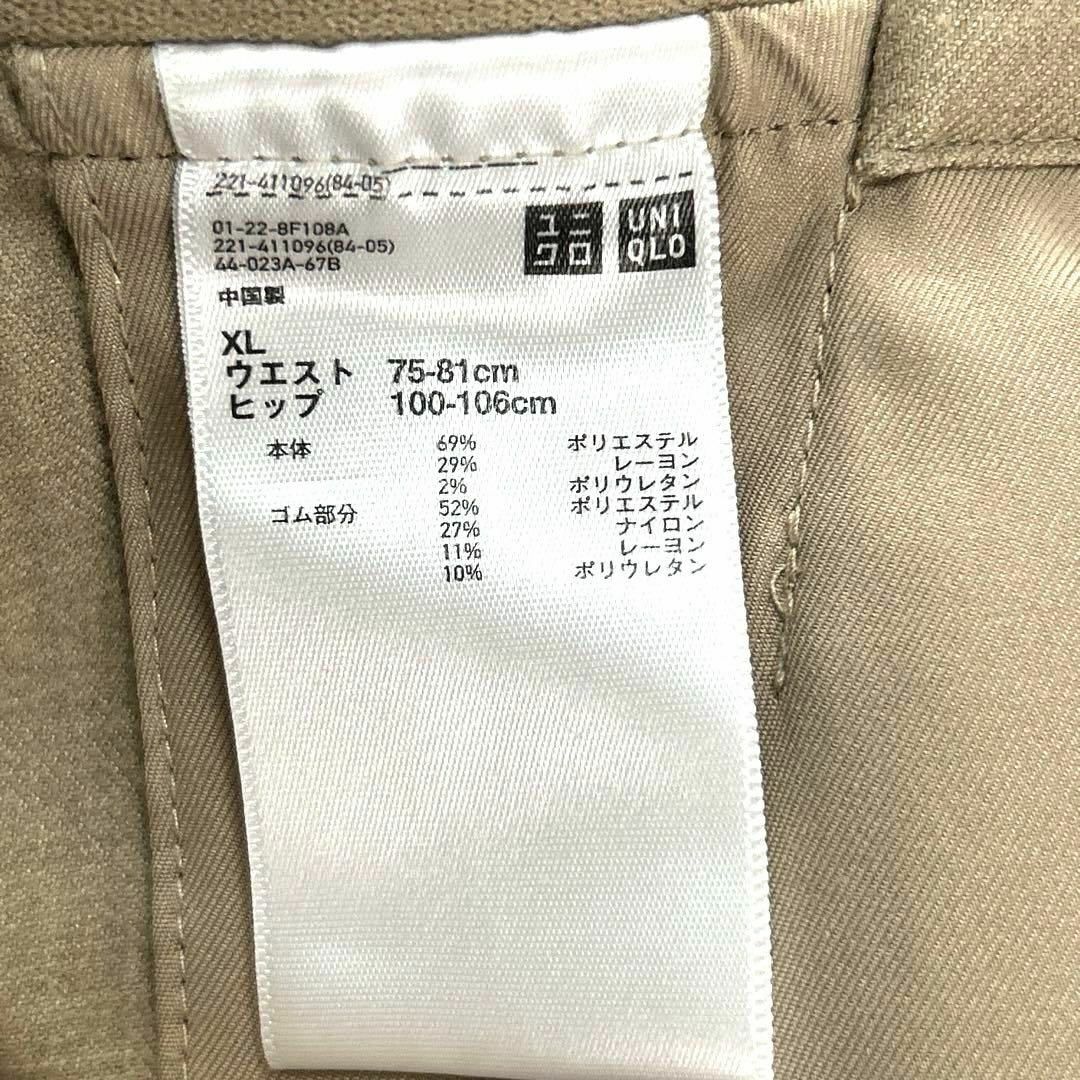 221-411096(84-05)
01-22-8F108A
221-411096(84-05)
44-023A-67B
中国製
ユニ
クロ
UNI
QLO
XL
ウエスト 75-81cm
ヒップ 100-106cm
本体 69% ポリエステル
29% レーヨン
2% ポリウレタン
ゴム部分 52% ポリエステル
27% ナイロン
11% レーヨン
10% ポリウレタン